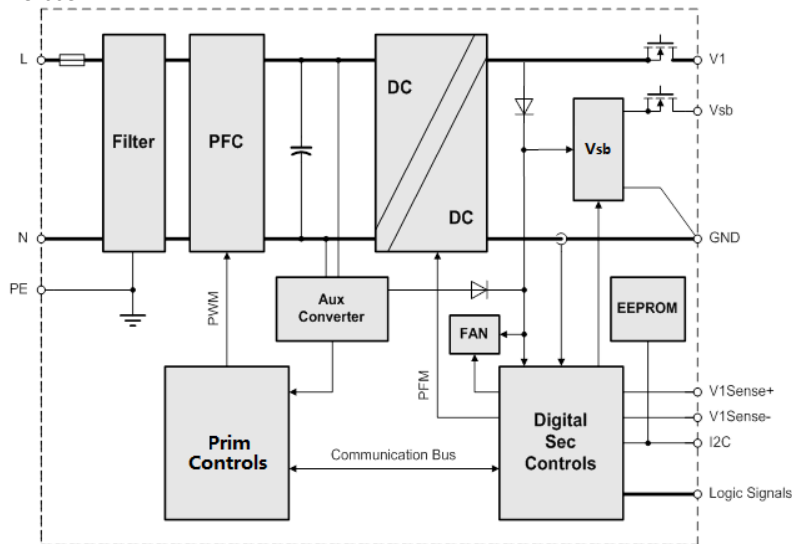 L
N
PE
Filter
PFC
DC
DC
V1
Vsb
Vsb
GND
Aux
Converter
EEPROM
FAN
PWM
PFM
V1Sense+
V1Sense-
I2C
Prim
Controls
Communication Bus
Digital
Sec
Controls
Logic Signals